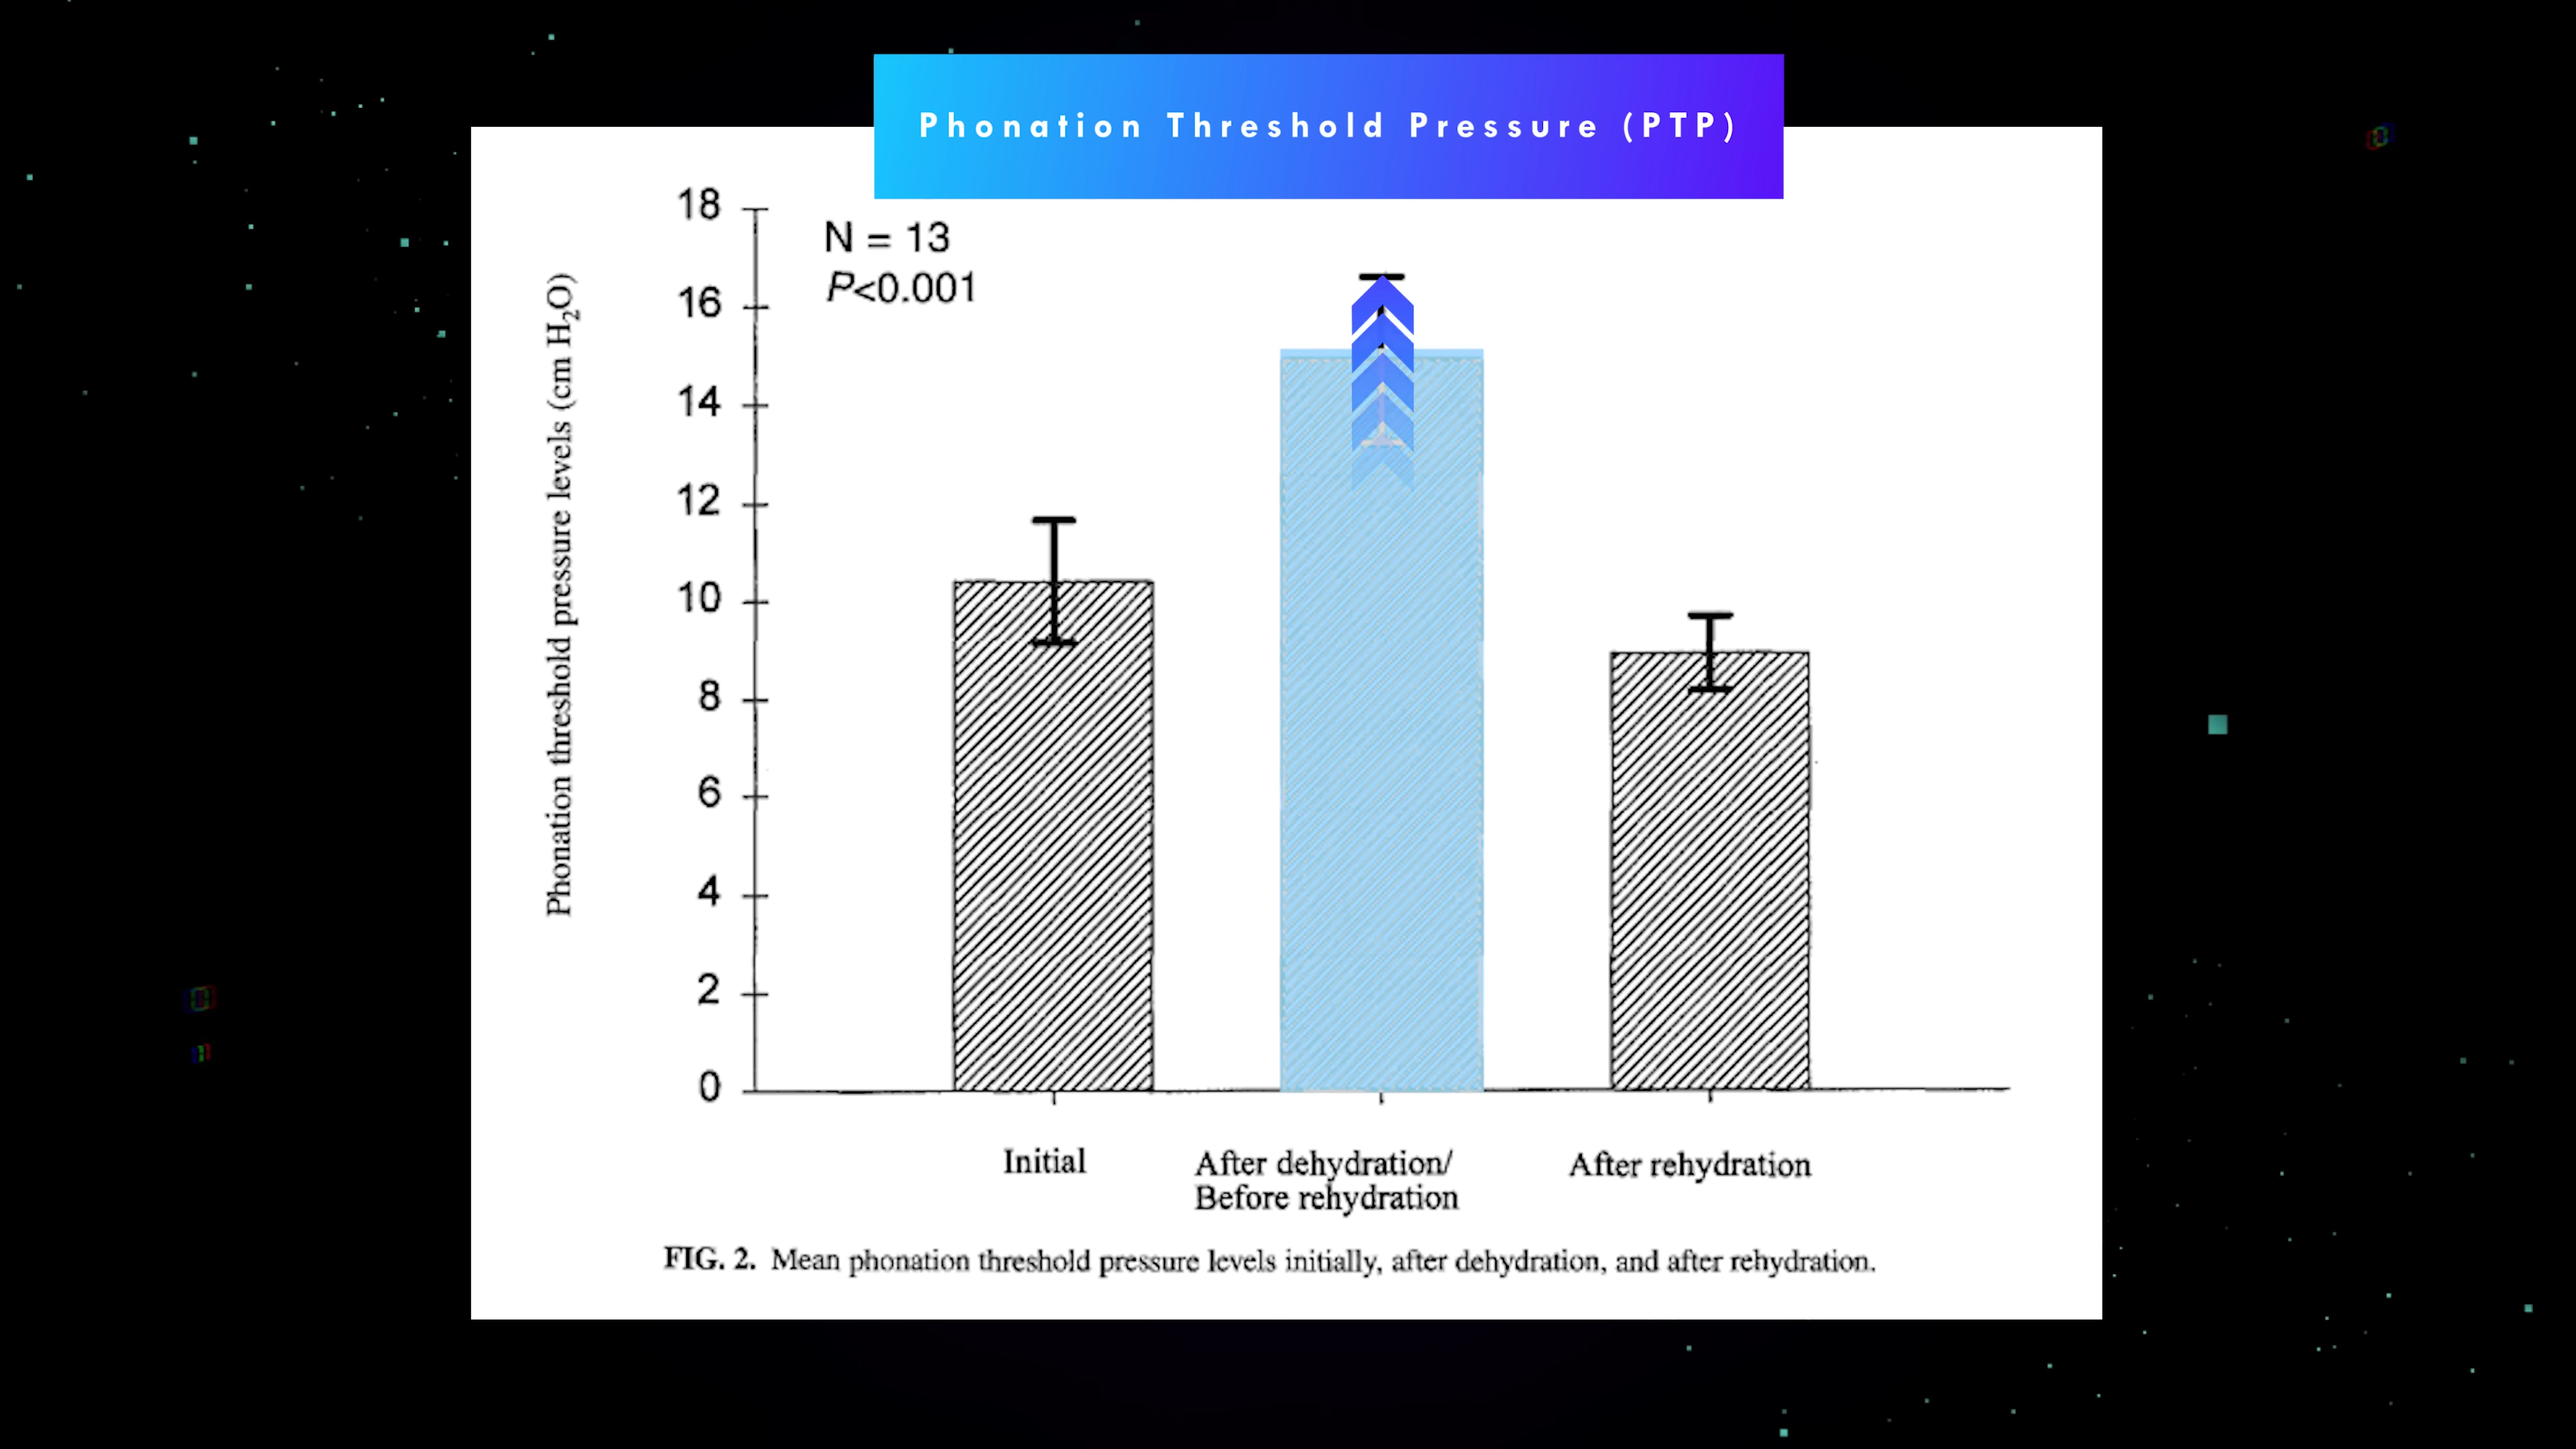 Phonation Threshold Pressure (PTP)
N = 13
P<0.001
Phonation threshold pressure levels (cm H₂O)
18
16
14
12
10
8
6
4
2
0
Initial
After dehydration/
Before rehydration
After rehydration
FIG. 2. Mean phonation threshold pressure levels initially, after dehydration, and after rehydration.